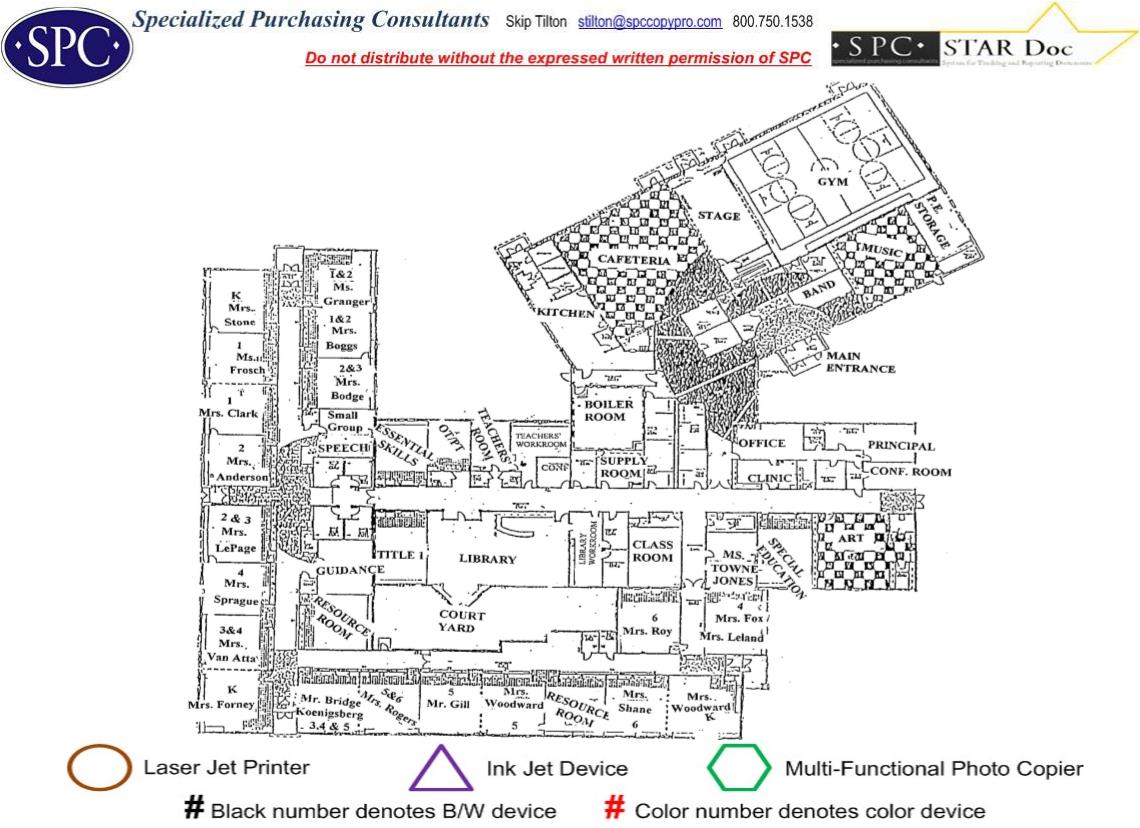 Specialized Purchasing Consultants Skip Tilton stilton@spccopypro.com 800.750.1538
·SPC·
Do not distribute without the expressed written permission of SPC
·SPC· STAR Doc
specialized purchasing consultants System for Tracking and Reporting Documents
GYM
STAGE
P.E.
STORAGE
CAFETERIA
MUSIC
BAND
KITCHEN
MAIN
ENTRANCE
K
Mrs.
Stone
1&2
Ms.
Granger
1&2
Mrs.
Boggs
1
Ms.
Frosch
2&3
Mrs.
Bodge
1
Mrs. Clark
Small
Group
SPEECH
ESSENTIAL
SKILLS
OT/PT
TEACHERS'
ROOM
TEACHERS'
WORKROOM
CONF
BOILER
ROOM
SUPPLY
ROOM
OFFICE
PRINCIPAL
CLINIC
CONF. ROOM
2
Mrs.
Anderson
2 & 3
Mrs.
LePage
TITLE 1
LIBRARY
LIBRARY
WORKROOM
CLASS
ROOM
MS.
TOWNE
JONES
SPECIAL
EDUCATION
ART
GUIDANCE
4
Mrs.
Sprague
RESOURCE
ROOM
COURT
YARD
6
Mrs. Roy
4
Mrs. Fox
Mrs. Leland
3&4
Mrs.
Van Atta
K
Mrs. Forney
Mr. Bridge
Koenigsberg
3,4 & 5
5&6
Mrs. Rogers
5
Mr. Gill
Mrs.
Woodward
5
RESOURCE
ROOM
Mrs.
Shane
6
Mrs.
Woodward
K
Laser Jet Printer
Ink Jet Device
Multi-Functional Photo Copier
# Black number denotes B/W device
# Color number denotes color device